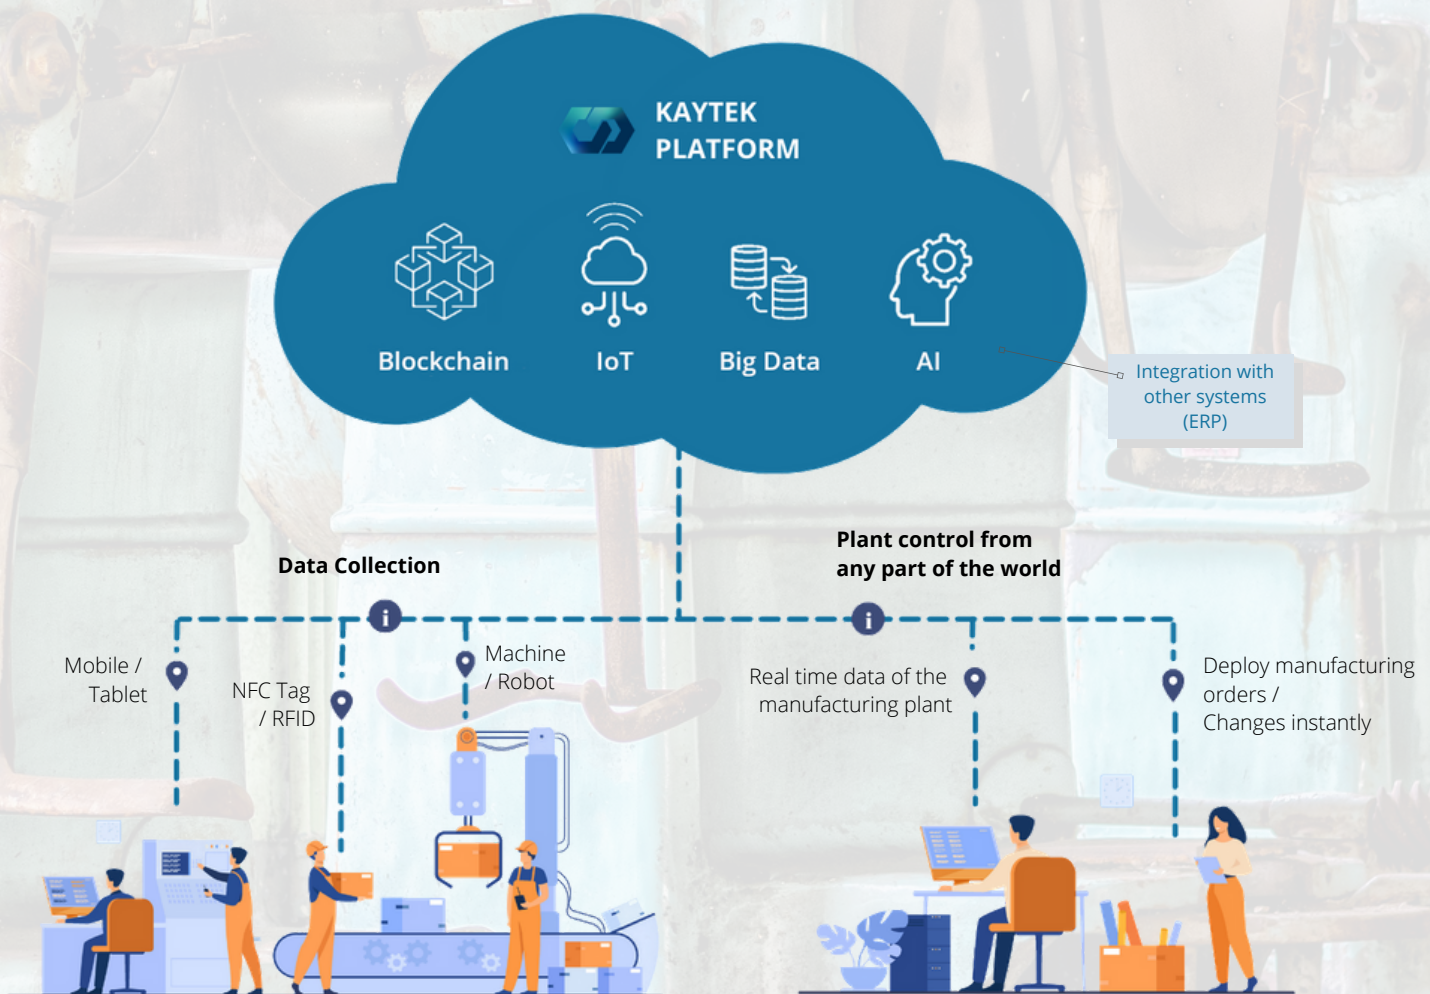 KAYTEK
PLATFORM
Blockchain
IoT
Big Data
AI
Integration with
other systems
(ERP)
Data Collection
Plant control from
any part of the world
i
i
Mobile /
Tablet
NFC Tag
/ RFID
Machine
/ Robot
Real time data of the
manufacturing plant
Deploy manufacturing
orders /
Changes instantly